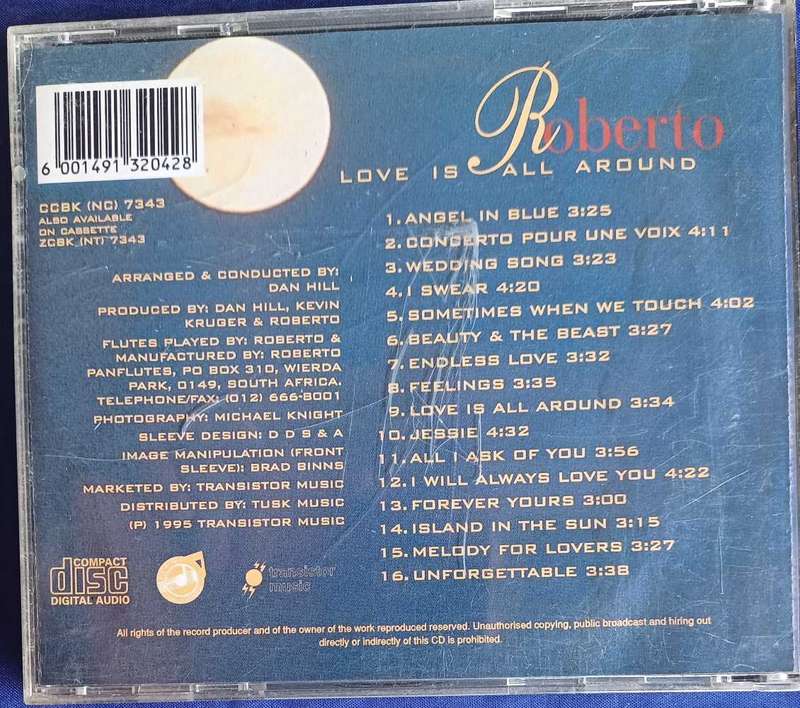 Roberto
LOVE IS ALL AROUND
6 001491 320428
CCBK (NC) 7343
ALSO AVAILABLE
ON CASSETTE
ZCBK (NT) 7343
ARRANGED & CONDUCTED BY:
DAN HILL
PRODUCED BY: DAN HILL, KEVIN
KRUGER & ROBERTO
FLUTES PLAYED BY: ROBERTO &
MANUFACTURED BY: ROBERTO
PANFLUTES, PO BOX 310, WIERDA
PARK, 0149, SOUTH AFRICA.
TELEPHONE/FAX: (012) 666-8001
PHOTOGRAPHY: MICHAEL KNIGHT
SLEEVE DESIGN: D D S & A
IMAGE MANIPULATION (FRONT
SLEEVE): BRAD BINNS
MARKETED BY: TRANSISTOR MUSIC
DISTRIBUTED BY: TUSK MUSIC
(P) 1995 TRANSISTOR MUSIC
1. ANGEL IN BLUE 3:25
2. CONCERTO POUR UNE VOIX 4:11
3. WEDDING SONG 3:23
4. I SWEAR 4:20
5. SOMETIMES WHEN WE TOUCH 4:02
6. BEAUTY & THE BEAST 3:27
7. ENDLESS LOVE 3:32
8. FEELINGS 3:35
9. LOVE IS ALL AROUND 3:34
10. JESSIE 4:32
11. ALL I ASK OF YOU 3:56
12. I WILL ALWAYS LOVE YOU 4:22
13. FOREVER YOURS 3:00
14. ISLAND IN THE SUN 3:15
15. MELODY FOR LOVERS 3:27
16. UNFORGETTABLE 3:38
COMPACT
disc
DIGITAL AUDIO
transistor
music
All rights of the record producer and of the owner of the work reproduced reserved. Unauthorised copying, public broadcast and hiring out
directly or indirectly of this CD is prohibited.